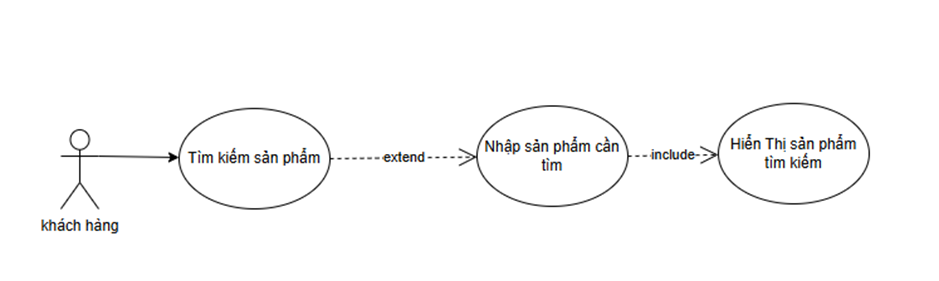 Tìm kiếm sản phẩm
extend
Nhập sản phẩm cần
tìm
include
Hiển Thị sản phẩm
tìm kiếm
khách hàng